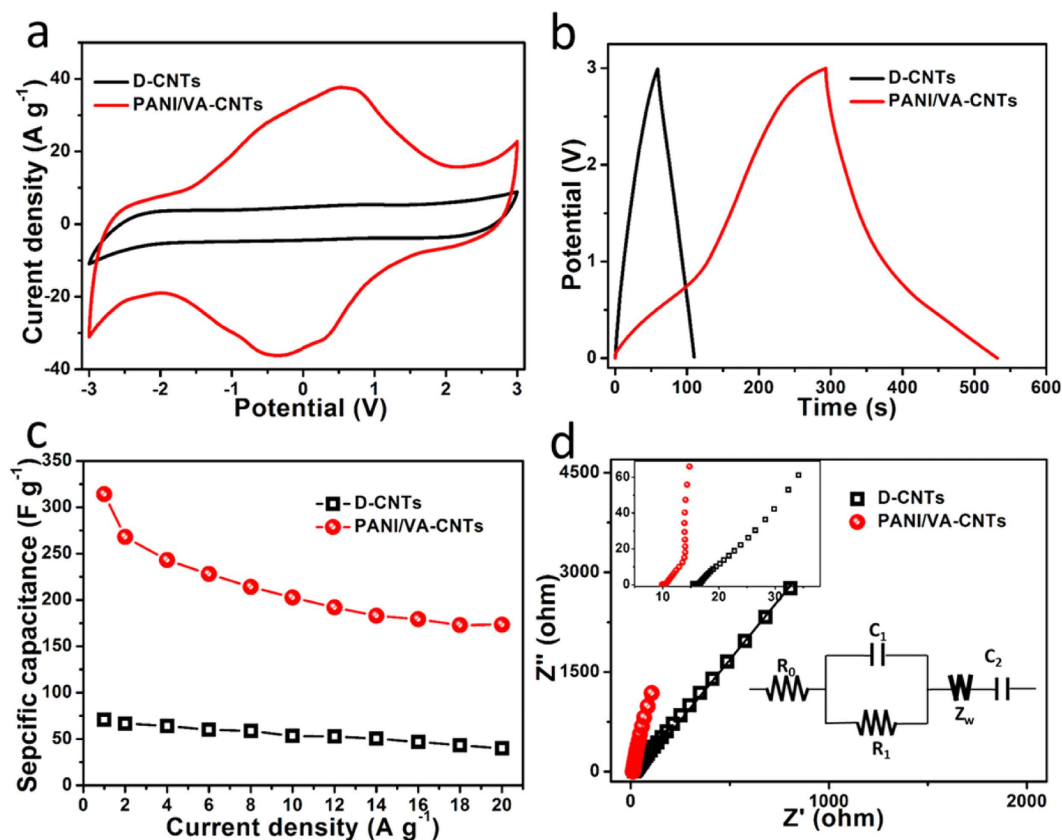 a
Curent density (A g⁻¹)
40
20
0
-20
-40
D-CNTs
PANI/VA-CNTs
-3
-2
-1
0
1
2
3
Potential (V)
b
Potential (V)
3
2
1
0
D-CNTs
PANI/VA-CNTs
0
100
200
300
400
500
600
Time (s)
c
Sepcific capacitance (F g⁻¹)
350
300
250
200
150
100
50
0
D-CNTs
PANI/VA-CNTs
0
2
4
6
8
10
12
14
16
18
20
Current density (A g⁻¹)
d
Z'' (ohm)
4500
3000
1500
0
60
40
20
0
10
15
20
25
30
D-CNTs
PANI/VA-CNTs
R₀
C₁
R₁
Z_w
C₂
0
1000
2000
Z' (ohm)